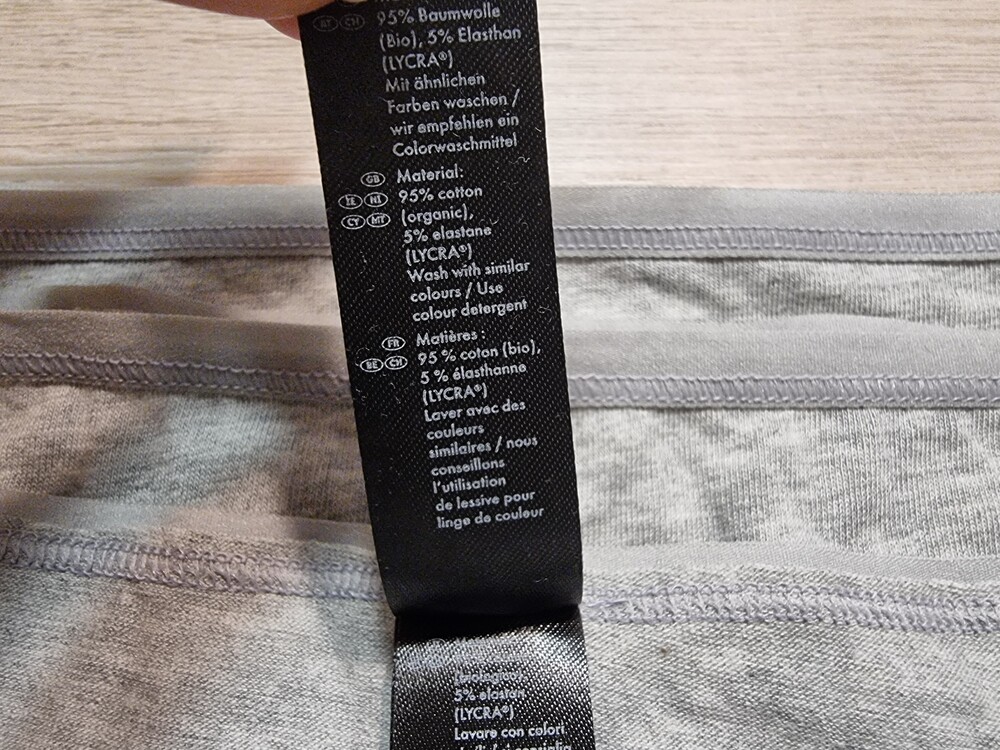 AT CH 95% Baumwolle
(Bio), 5% Elasthan
(LYCRA®)
Mit ähnlichen
Farben waschen /
wir empfehlen ein
Colorwaschmittel
GB Material:
IE NI 95% cotton
CY MT (organic),
5% elastane
(LYCRA®)
Wash with similar
colours / Use
colour detergent
FR Matières :
BE CH 95 % coton (bio),
5 % élasthanne
(LYCRA®)
Laver avec des
couleurs
similaires / nous
conseillons
l'utilisation
de lessive pour
linge de couleur
(biologico)
5% elastan
(LYCRA®)
Lavare con colori